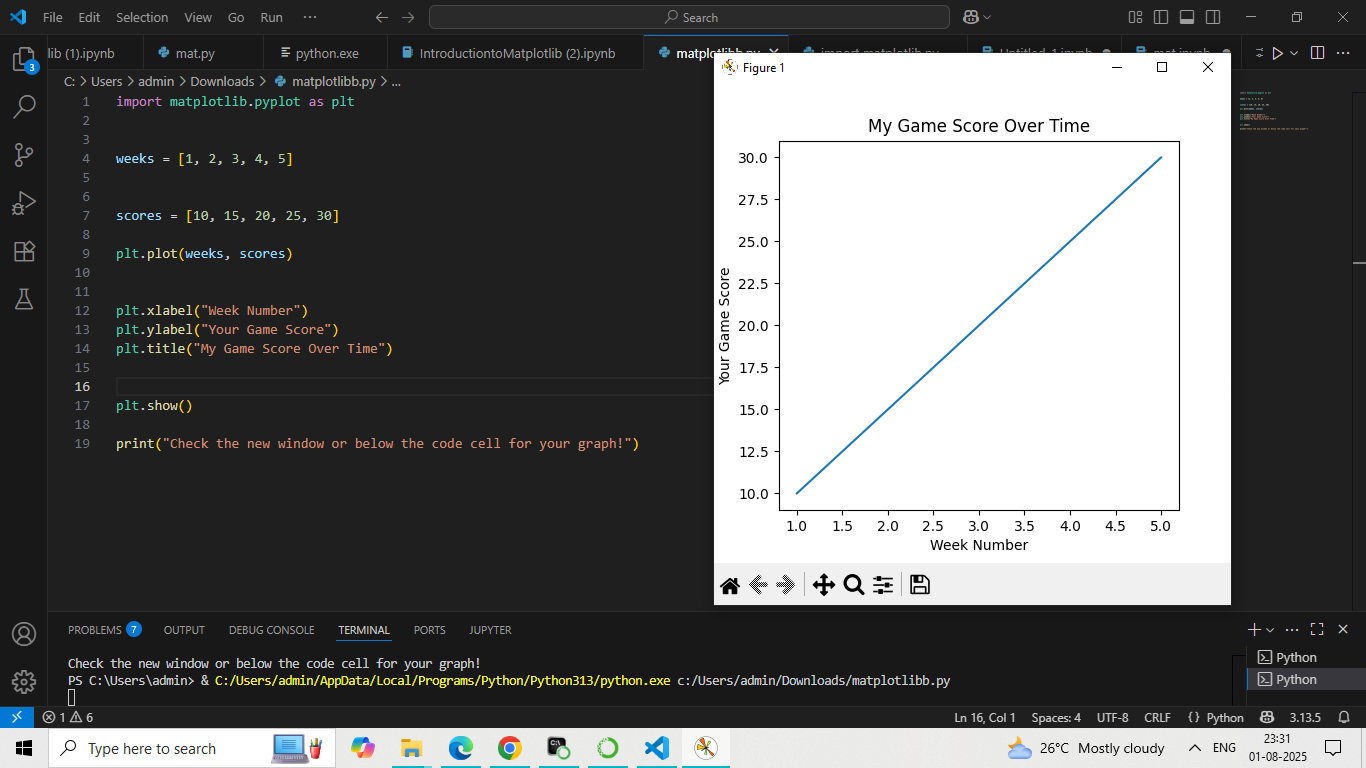 File Edit Selection View Go Run ···
Search
lib (1).ipynb
mat.py
python.exe
IntroductiontoMatplotlib (2).ipynb
matplotlibb.py
import matplotlib.py
Untitled-1.ipynb
mat.ipynb
3
C: > Users > admin > Downloads > matplotlibb.py > ...
1 import matplotlib.pyplot as plt
2
3
4 weeks = [1, 2, 3, 4, 5]
5
6
7 scores = [10, 15, 20, 25, 30]
8
9 plt.plot(weeks, scores)
10
11
12 plt.xlabel("Week Number")
13 plt.ylabel("Your Game Score")
14 plt.title("My Game Score Over Time")
15
16
17 plt.show()
18
19 print("Check the new window or below the code cell for your graph!")
Figure 1
My Game Score Over Time
Your Game Score
30.0
27.5
25.0
22.5
20.0
17.5
15.0
12.5
10.0
1.0 1.5 2.0 2.5 3.0 3.5 4.0 4.5 5.0
Week Number
PROBLEMS 7 OUTPUT DEBUG CONSOLE TERMINAL PORTS JUPYTER
Check the new window or below the code cell for your graph!
PS C:\Users\admin> & C:/Users/admin/AppData/Local/Programs/Python/Python313/python.exe c:/Users/admin/Downloads/matplotlibb.py
Python
Python
1 6
Ln 16, Col 1 Spaces: 4 UTF-8 CRLF {} Python 3.13.5
Type here to search
26°C Mostly cloudy
ENG
23:31
01-08-2025